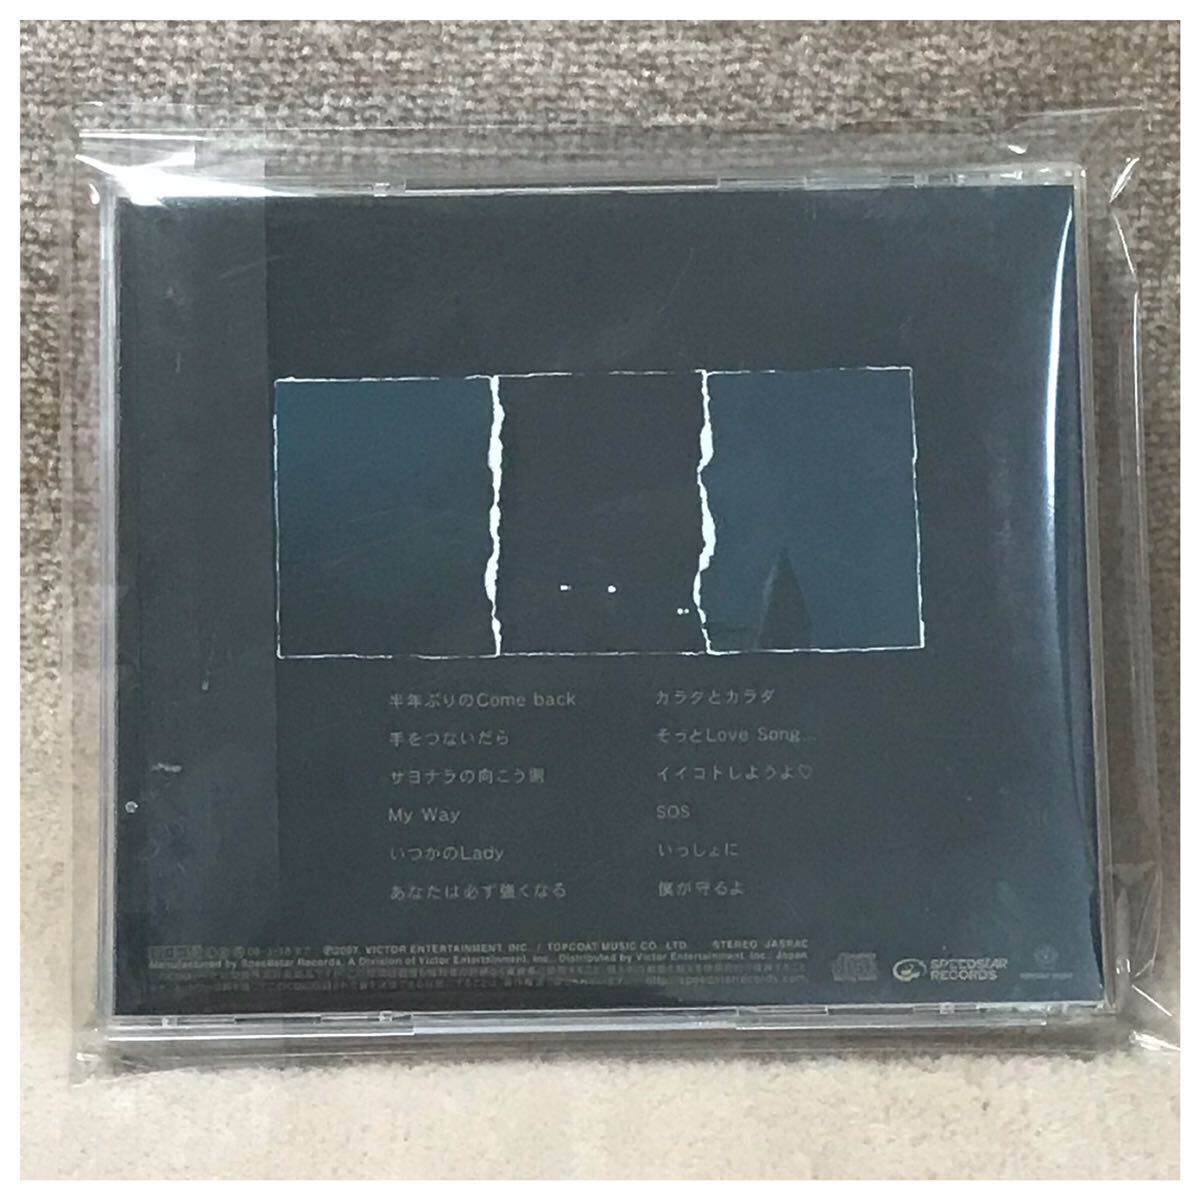 半年ぶりのCome back
手をつないだら
サヨナラの向こう側
My Way
いつかのLady
あなたは必ず強くなる
カラダとカラダ
そっとLove Song...
イイコトしようよ♡
SOS
いっしょに
僕が守るよ
℗2007, VICTOR ENTERTAINMENT, INC. / TOPCOAT MUSIC CO., LTD. STEREO JASRAC
Manufactured by Speedstar Records, A Division of Victor Entertainment, Inc., Distributed by Victor Entertainment, Inc., Japan
http://speedstarrecords.com
SPEEDSTAR
RECORDS